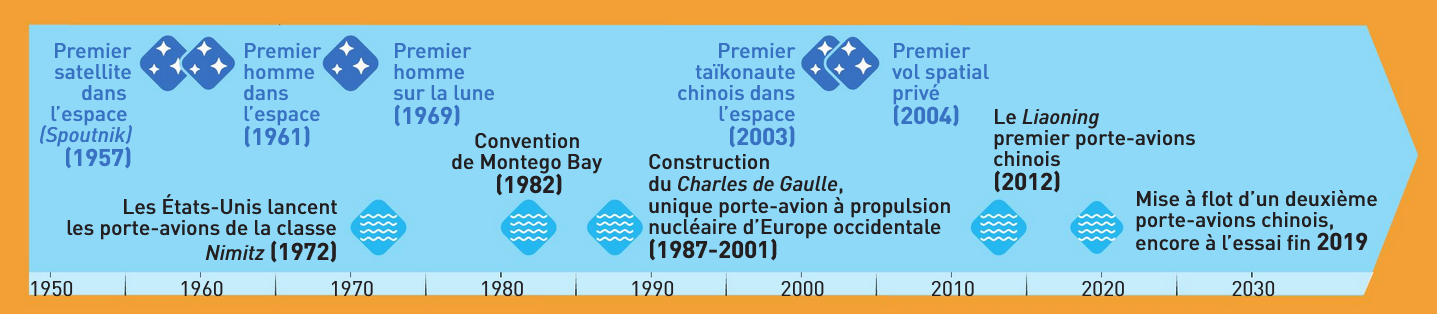 Premier
satellite
dans
l'espace
(Spoutnik)
(1957)
Premier
homme
dans
l'espace
(1961)
Premier
homme
sur la lune
(1969)
Premier
taïkonaute
chinois dans
l'espace
(2003)
Premier
vol spatial
privé
(2004)
Les États-Unis lancent
les porte-avions de la classe
Nimitz (1972)
Convention
de Montego Bay
(1982)
Construction
du Charles de Gaulle,
unique porte-avion à propulsion
nucléaire d'Europe occidentale
(1987-2001)
Le Liaoning
premier porte-avions
chinois
(2012)
Mise à flot d'un deuxième
porte-avions chinois,
encore à l'essai fin 2019
1950 1960 1970 1980 1990 2000 2010 2020 2030